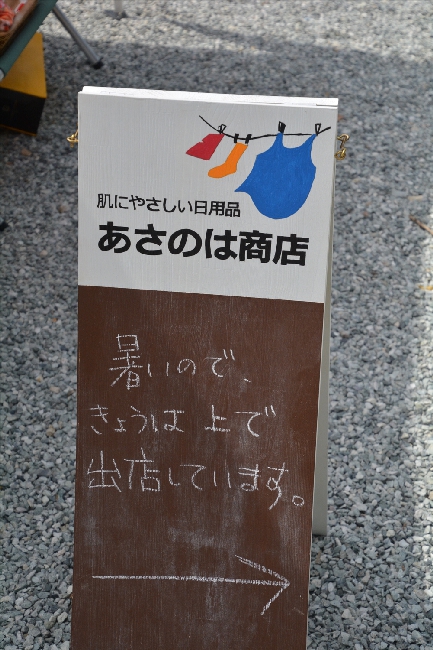 肌にやさしい日用品
あさのは商店
暑いので、
きょうは 上で
出店しています。